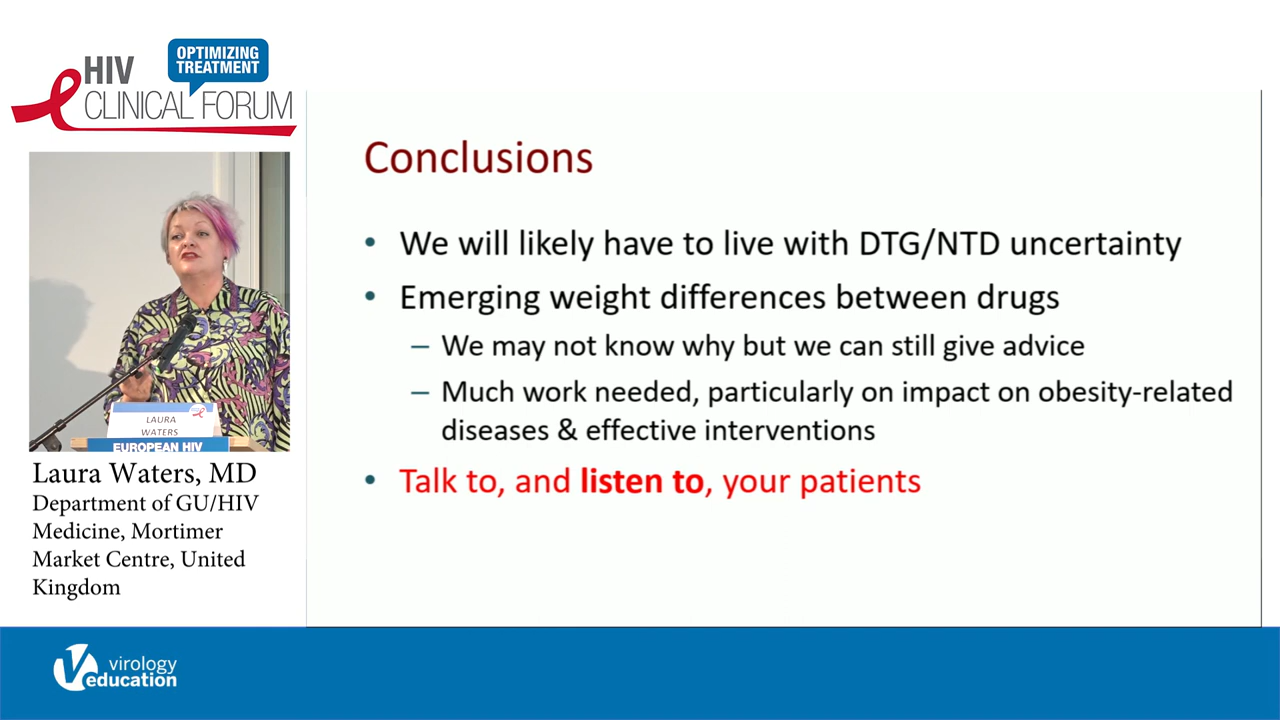 OPTIMIZING
TREATMENT
HIV
CLINICAL FORUM
LAURA
WATERS
EUROPEAN HIV
Laura Waters, MD
Department of GU/HIV
Medicine, Mortimer
Market Centre, United
Kingdom
Conclusions
• We will likely have to live with DTG/NTD uncertainty
• Emerging weight differences between drugs
– We may not know why but we can still give advice
– Much work needed, particularly on impact on obesity-related
diseases & effective interventions
• Talk to, and listen to, your patients
virology
education